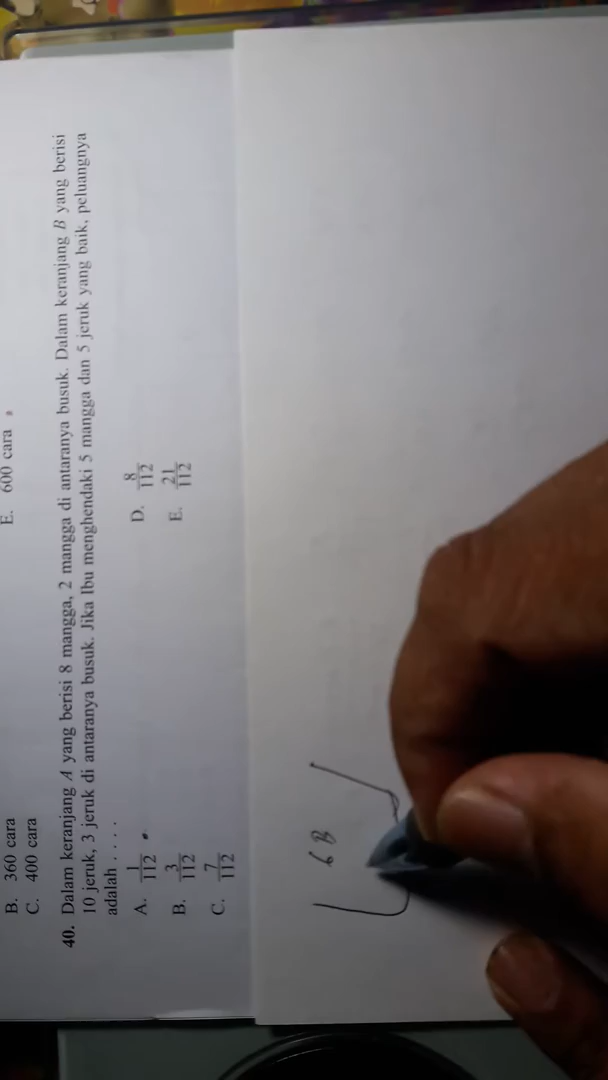 B. 360 cara
E. 600 cara
C. 400 cara
40. Dalam keranjang A yang berisi 8 mangga, 2 mangga di antaranya busuk. Dalam keranjang B yang berisi
10 jeruk, 3 jeruk di antaranya busuk. Jika Ibu menghendaki 5 mangga dan 5 jeruk yang baik, peluangnya
adalah . . . .
A. 1/112
D. 8/112
B. 3/112
E. 21/112
C. 7/112
6 B